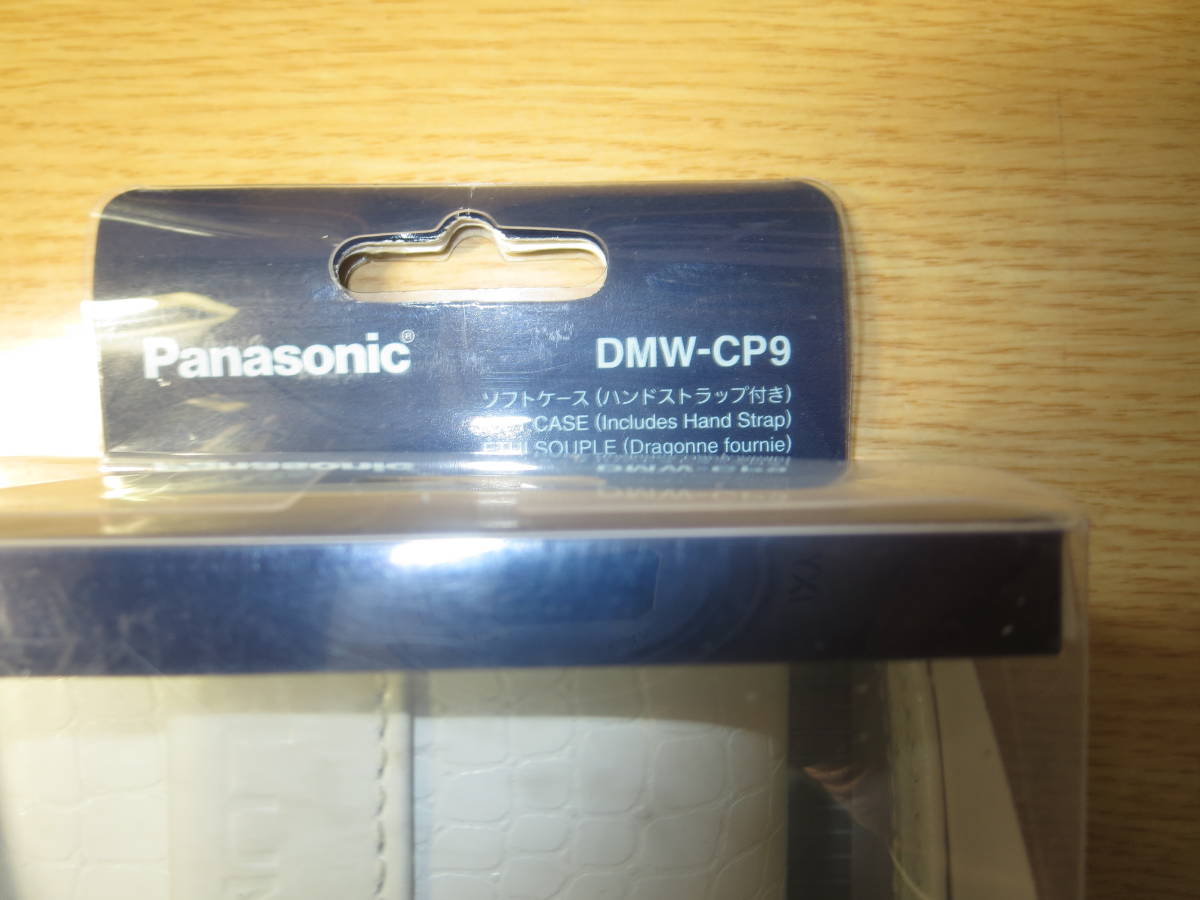 Panasonic®
DMW-CP9
ソフトケース (ハンドストラップ付き)
CASE (Includes Hand Strap)
ETUI SOUPLE (Dragonne fournie)